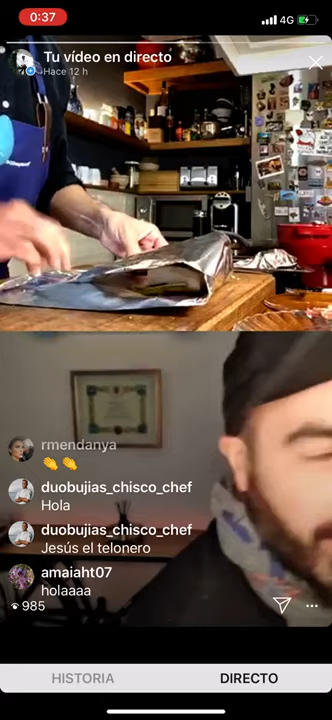 0:37
4G
Tu vídeo en directo
Hace 12 h
rmendanya
👏👏
duobujias_chisco_chef
Hola
duobujias_chisco_chef
Jesús el telonero
amaiaht07
holaaaa
985
HISTORIA
DIRECTO